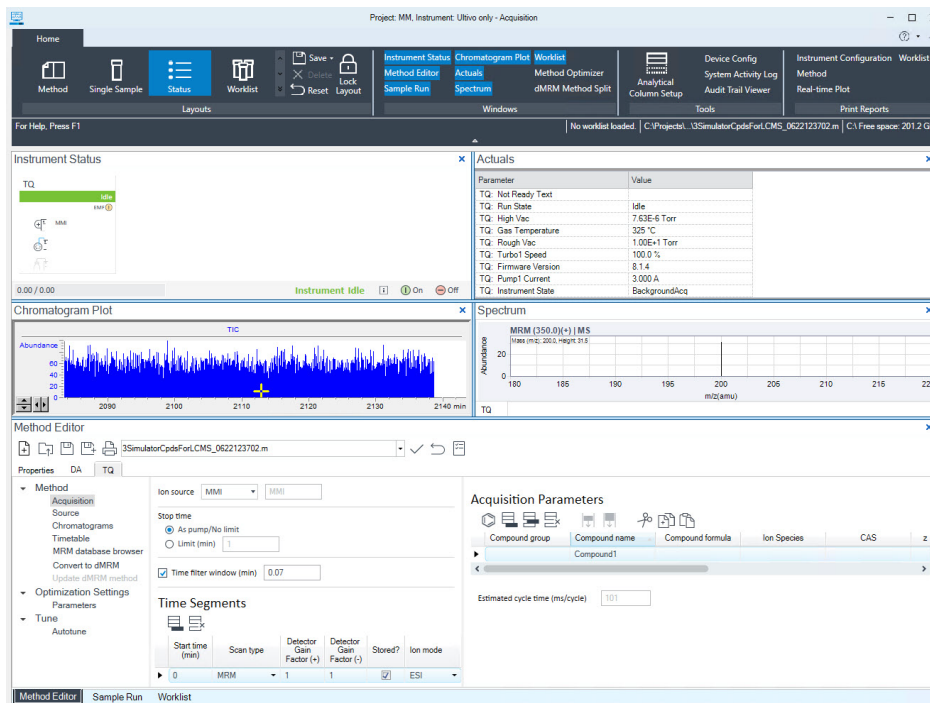 Project: MM, Instrument: Ultivo only - Acquisition
Home
Method
Single Sample
Status
Worklist
Save
Delete
Reset
Lock
Layout
Layouts
Instrument Status Chromatogram Plot Worklist
Method Editor Actuals Method Optimizer
Sample Run Spectrum dMRM Method Split
Windows
Analytical
Column Setup
Device Config
System Activity Log
Audit Trail Viewer
Tools
Instrument Configuration Worklist
Method
Real-time Plot
Print Reports
For Help, Press F1
No worklist loaded. C:\Projects\...\3SimulatorCpdsForLCMS_0622123702.m C:\ Free space: 201.2 G
Instrument Status
TQ
Idle
EMF
MMI
0.00 / 0.00
Instrument Idle
On
Off
Actuals
Parameter Value
TQ: Not Ready Text
TQ: Run State Idle
TQ: High Vac 7.63E-6 Torr
TQ: Gas Temperature 325 °C
TQ: Rough Vac 1.00E+1 Torr
TQ: Turbo1 Speed 100.0 %
TQ: Firmware Version 8.1.4
TQ: Pump1 Current 3.000 A
TQ: Instrument State BackgroundAcq
Chromatogram Plot
TIC
Abundance
60
40
20
0
2090 2100 2110 2120 2130 2140 min
Spectrum
MRM (350.0)(+) | MS
Mass (m/z): 200.0, Height: 31.5
Abundance
20
0
180 185 190 195 200 205 210 215 22
m/z(amu)
TQ
Method Editor
3SimulatorCpdsForLCMS_0622123702.m
Properties DA TQ
Method
Acquisition
Source
Chromatograms
Timetable
MRM database browser
Convert to dMRM
Update dMRM method
Optimization Settings
Parameters
Tune
Autotune
Ion source MMI MMI
Stop time
As pump/No limit
Limit (min) 1
Time filter window (min) 0.07
Time Segments
Start time
(min)
Scan type
Detector
Gain
Factor (+)
Detector
Gain
Factor (-)
Stored?
Ion mode
0 MRM 1 1 ESI
Acquisition Parameters
Compound group Compound name Compound formula Ion Species CAS z
Compound1
Estimated cycle time (ms/cycle) 101
Method Editor Sample Run Worklist